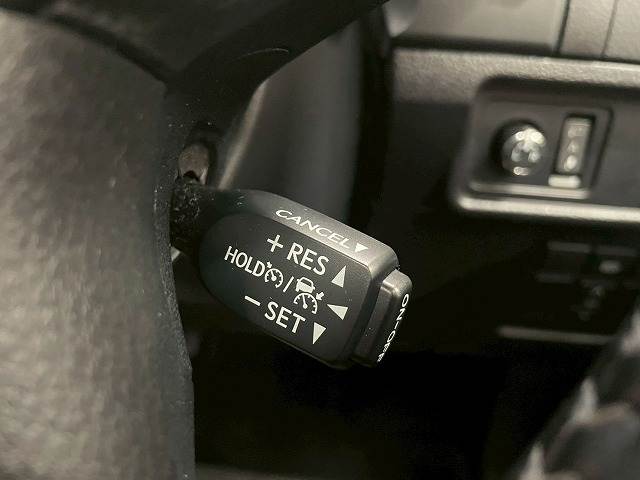 CANCEL▼
+ RES ▲
HOLD /
− SET ▼
ON-OFF